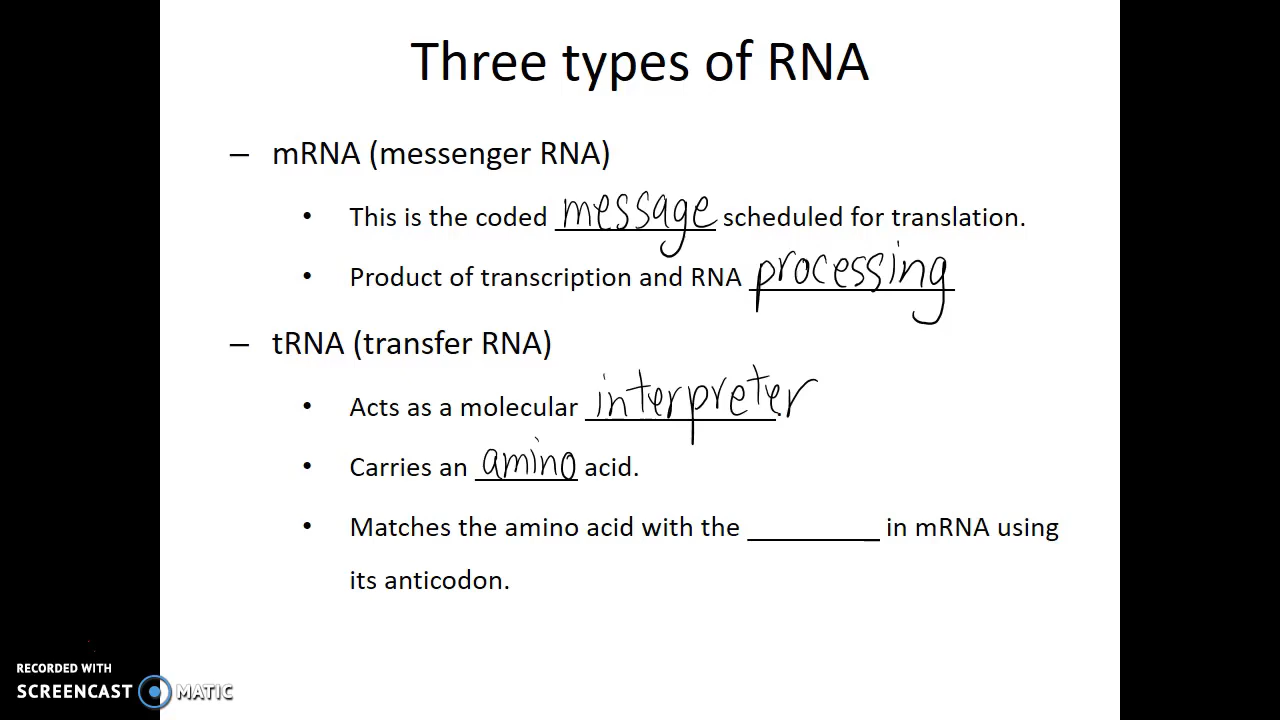 Three types of RNA
– mRNA (messenger RNA)
• This is the coded message scheduled for translation.
• Product of transcription and RNA processing
– tRNA (transfer RNA)
• Acts as a molecular interpreter.
• Carries an amino acid.
• Matches the amino acid with the _________ in mRNA using
its anticodon.
RECORDED WITH
SCREENCAST MATIC